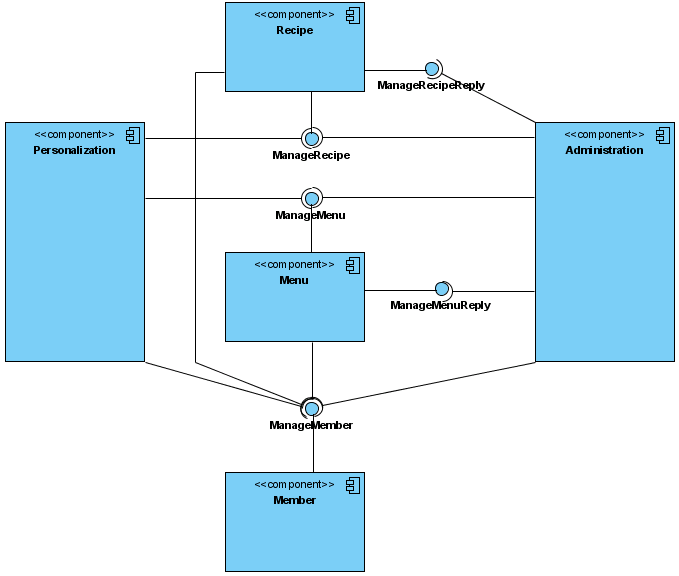 <<component>>
Recipe
ManageRecipeReply
<<component>>
Personalization
<<component>>
Administration
ManageRecipe
ManageMenu
<<component>>
Menu
ManageMenuReply
ManageMember
<<component>>
Member